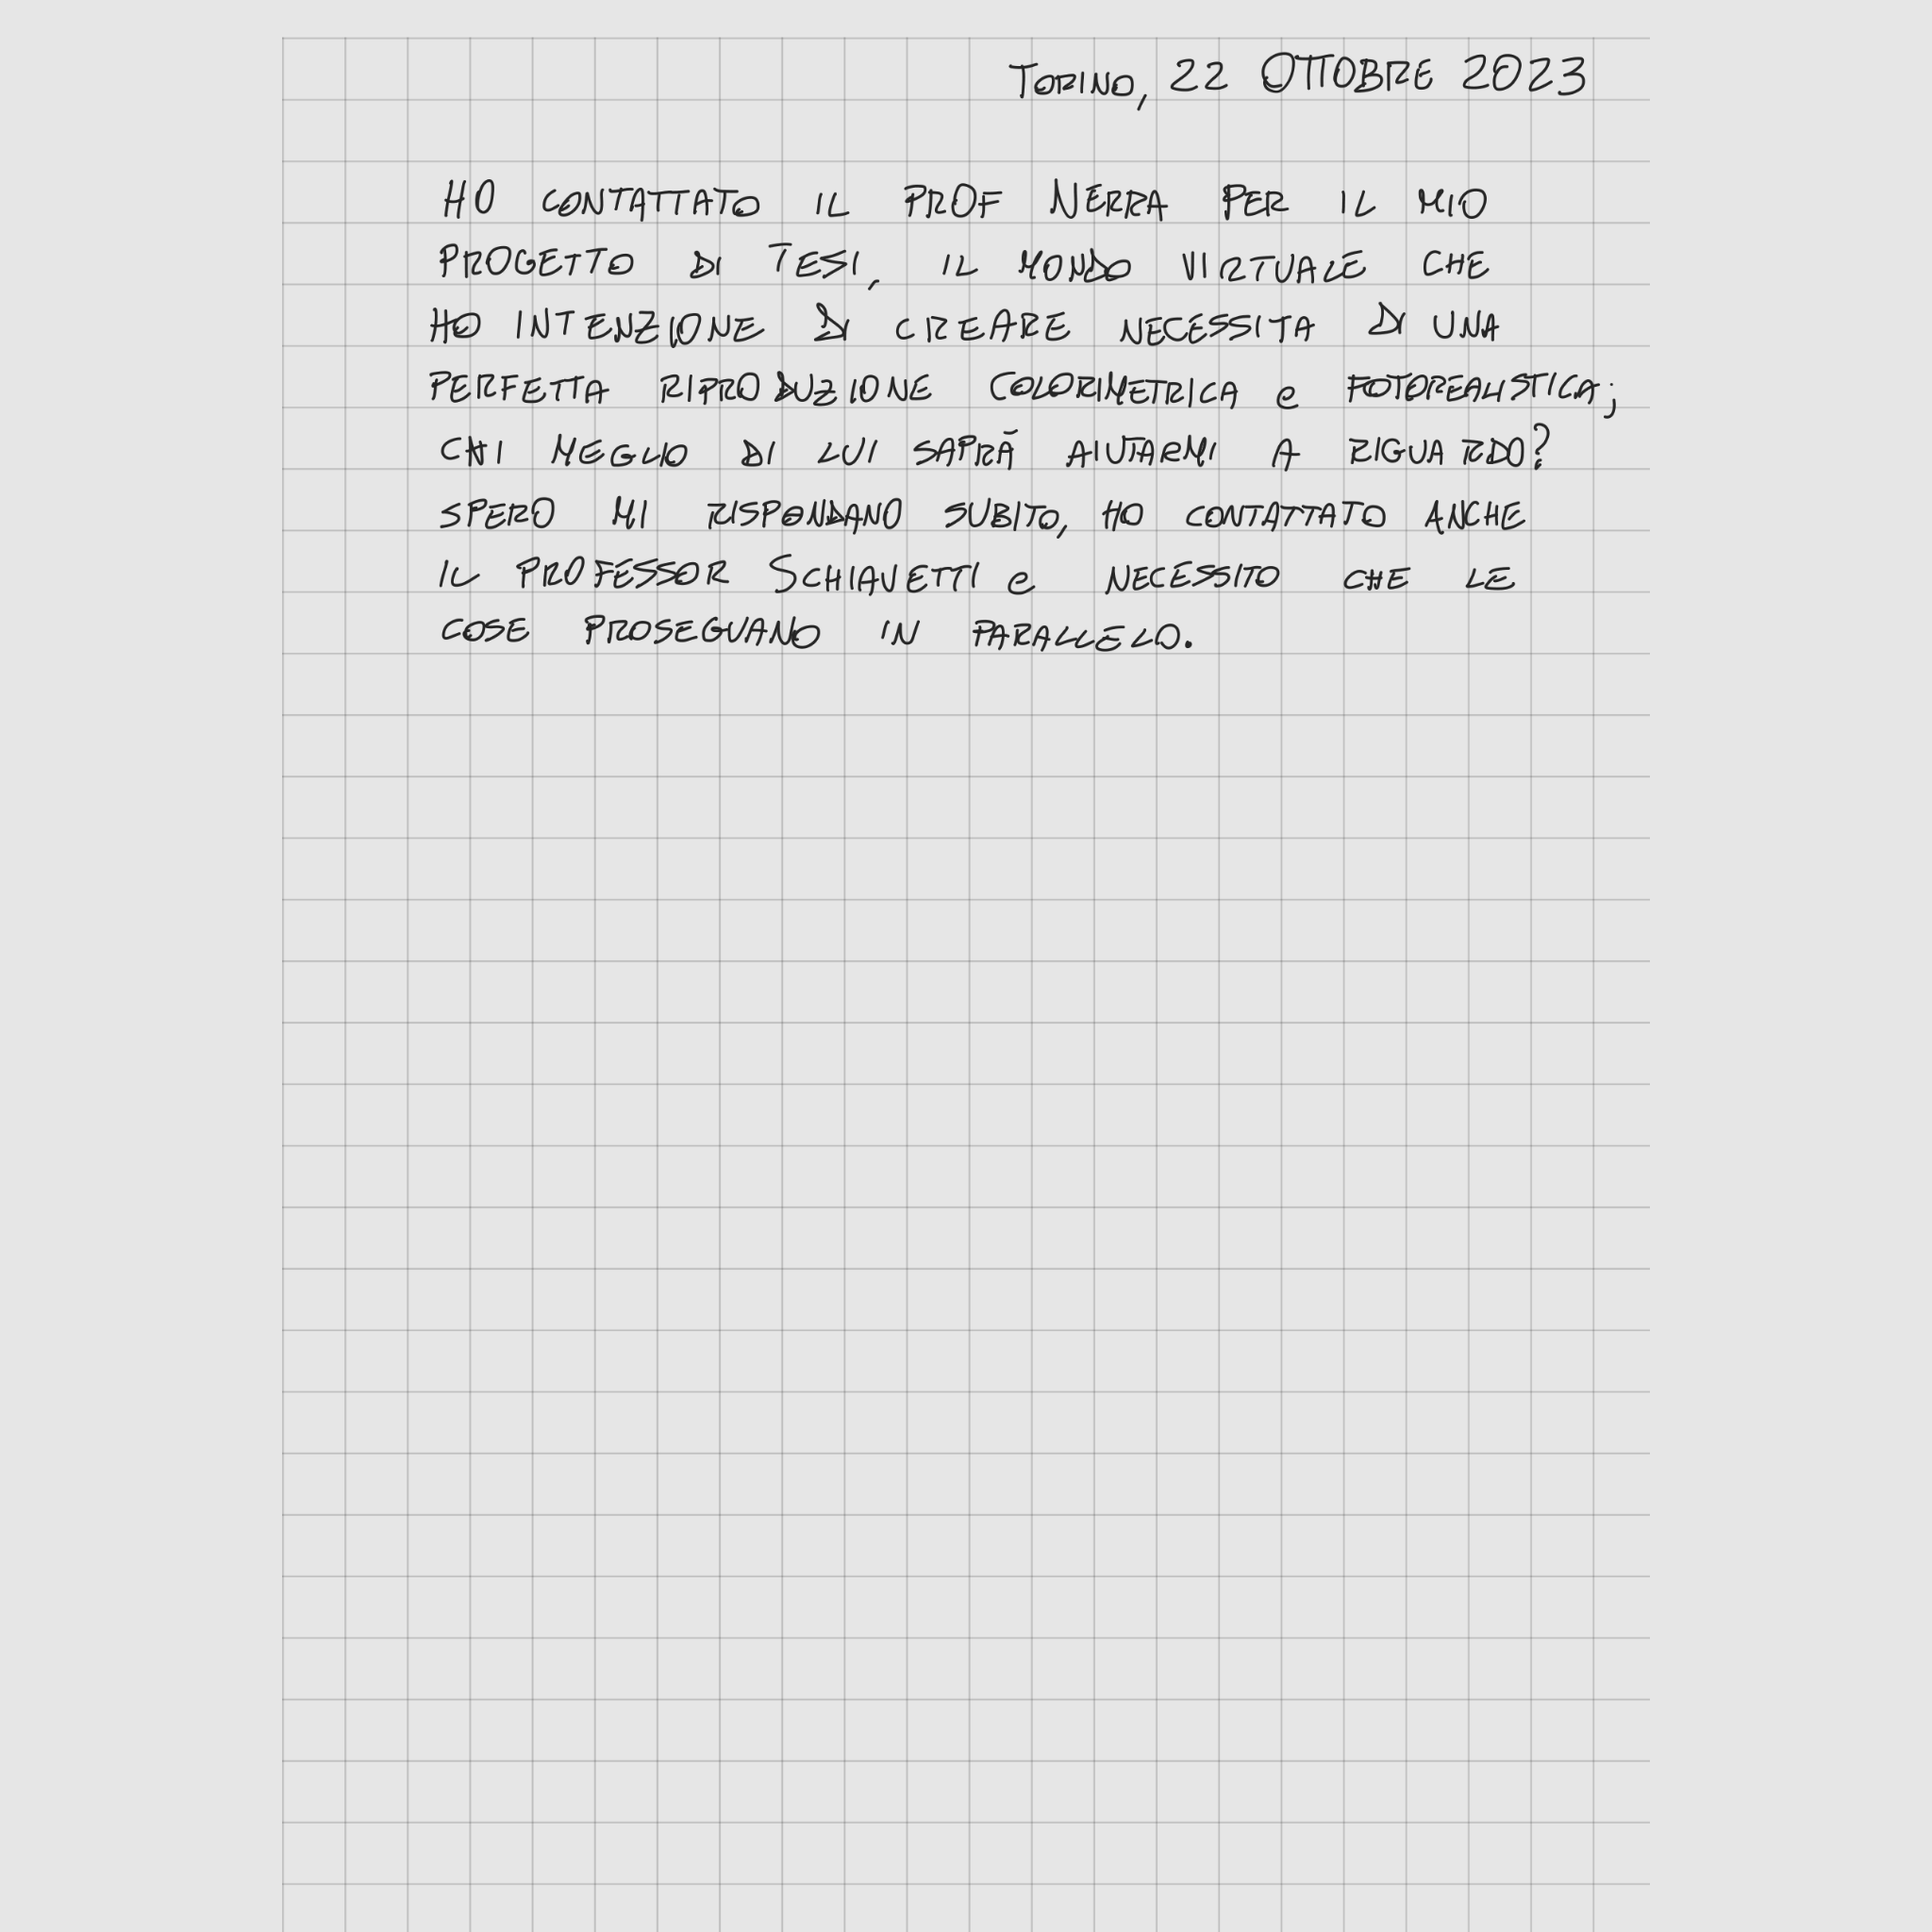 Torino, 22 OTTOBRE 2023
HO CONTATTATO IL PROF NERRA PER IL MIO
PROGETTO DI TESI, IL MONDO VIRTUALE CHE
HO INTENZIONE DI CREARE NECESSITA DI UNA
PERFETTA RIPRODUZIONE COLORIMETRICA e FOTOREALISTICA;
CHI MEGLIO DI LUI SAPRÀ AIUTARMI A RIGUARDO?
SPERO MI RISPONDANO SUBITO, HO CONTATTATO ANCHE
IL PROFESSOR SCHIAVETTI e NECESSITO CHE LE
COSE PROSEGUANO IN PARALLELO.